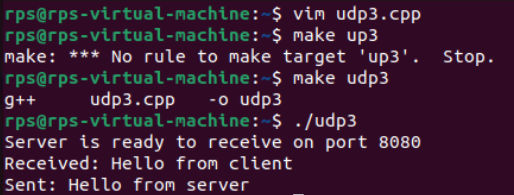 rps@rps-virtual-machine:~$ vim udp3.cpp
rps@rps-virtual-machine:~$ make up3
make: *** No rule to make target 'up3'.  Stop.
rps@rps-virtual-machine:~$ make udp3
g++     udp3.cpp   -o udp3
rps@rps-virtual-machine:~$ ./udp3
Server is ready to receive on port 8080
Received: Hello from client
Sent: Hello from server